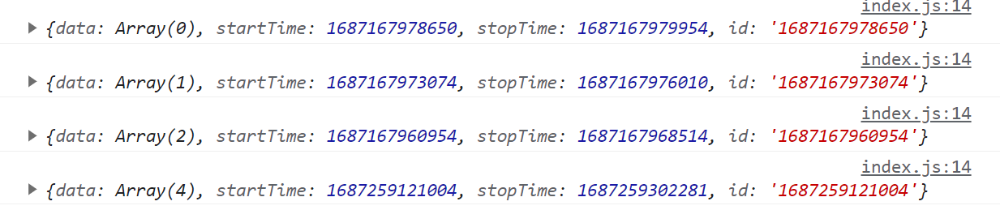 index.js:14
{data: Array(0), startTime: 1687167978650, stopTime: 1687167979954, id: '1687167978650'}
index.js:14
{data: Array(1), startTime: 1687167973074, stopTime: 1687167976010, id: '1687167973074'}
index.js:14
{data: Array(2), startTime: 1687167960954, stopTime: 1687167968514, id: '1687167960954'}
index.js:14
{data: Array(4), startTime: 1687259121004, stopTime: 1687259302281, id: '1687259121004'}